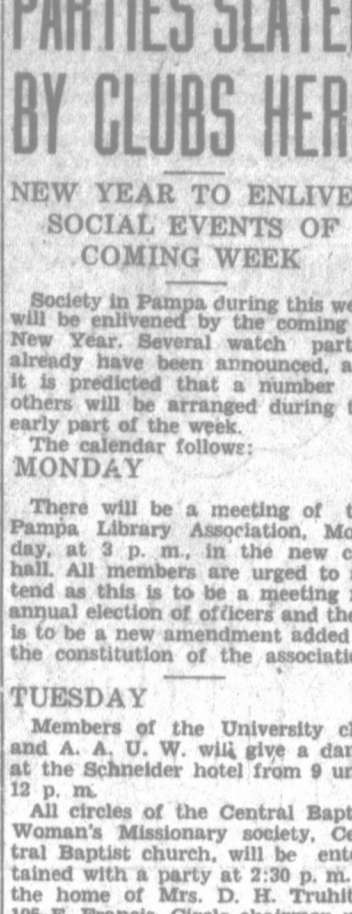 PARTIES SLATE
BY CLUBS HER
NEW YEAR TO ENLIVE
SOCIAL EVENTS OF
COMING WEEK
Society in Pampa during this we
will be enlivened by the coming
New Year. Several watch part
already have been announced, a
it is predicted that a number
others will be arranged during t
early part of the week.
The calendar follows:
MONDAY
There will be a meeting of t
Pampa Library Association, Mo
day, at 3 p. m., in the new c
hall. All members are urged to
tend as this is to be a meeting
annual election of officers and the
is to be a new amendment added
the constitution of the associatio
TUESDAY
Members of the University cl
and A. A. U. W. will give a dan
at the Schneider hotel from 9 un
12 p. m.
All circles of the Central Bapt
Woman's Missionary society, Ce
tral Baptist church, will be ente
tained with a party at 2:30 p. m.
the home of Mrs. D. H. Truhit